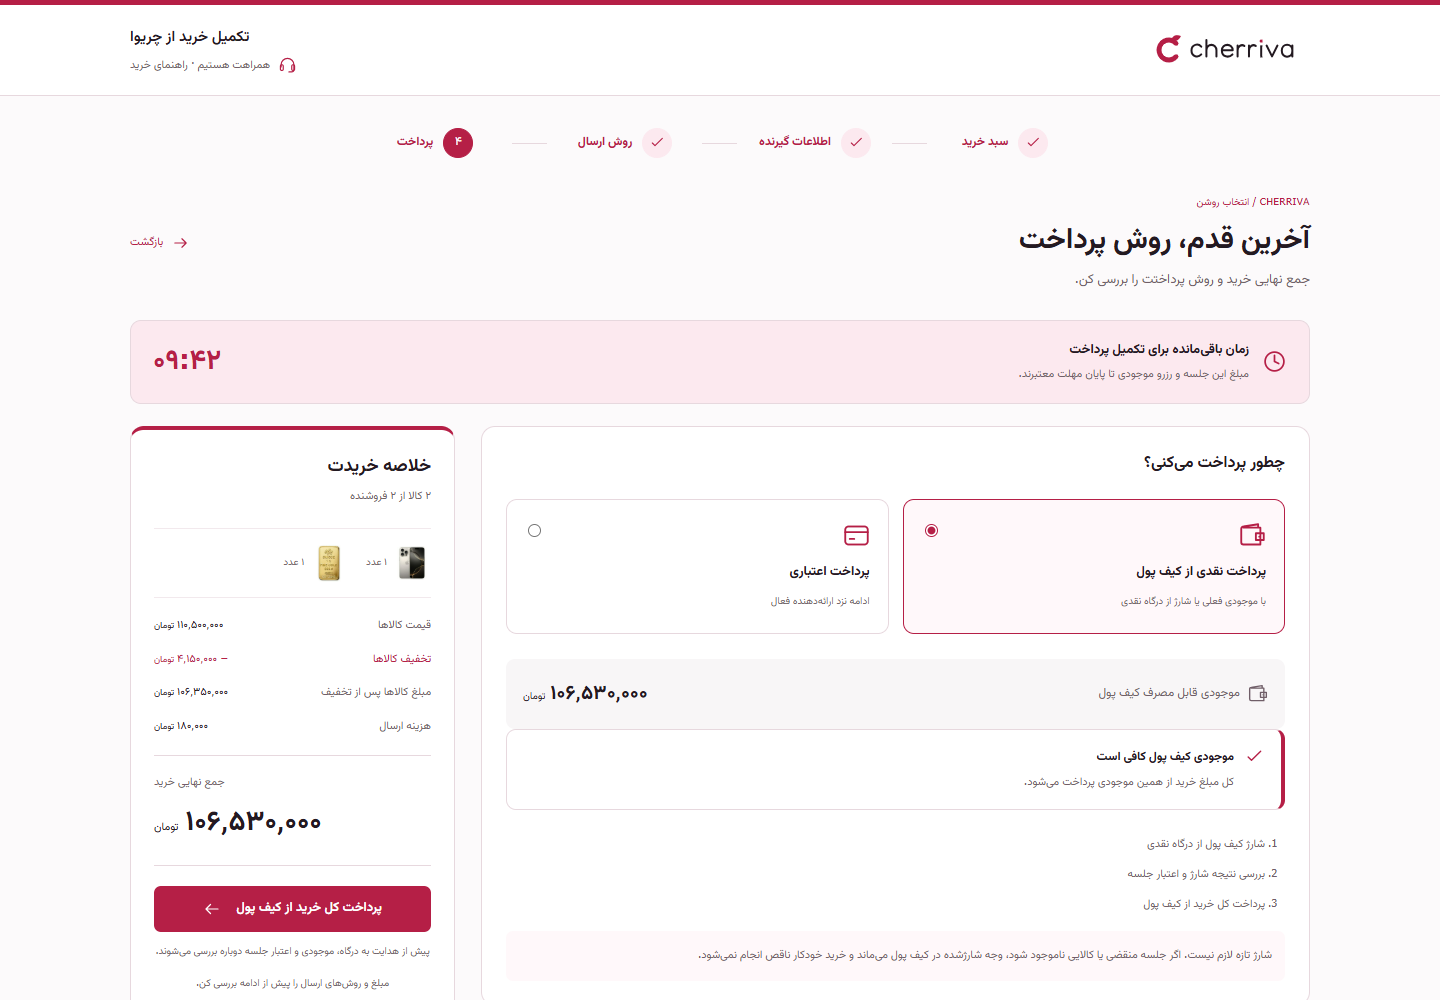 cherriva
تکمیل خرید از چریوا
همراهت هستیم · راهنمای خرید
سبد خرید
اطلاعات گیرنده
روش ارسال
۴ پرداخت
CHERRIVA / انتخاب روشن
آخرین قدم، روش پرداخت
بازگشت
جمع نهایی خرید و روش پرداختت را بررسی کن.
زمان باقی‌مانده برای تکمیل پرداخت
مبلغ این جلسه و رزرو موجودی تا پایان مهلت معتبرند.
۰۹:۴۲
چطور پرداخت می‌کنی؟
پرداخت نقدی از کیف پول
با موجودی فعلی یا شارژ از درگاه نقدی
پرداخت اعتباری
ادامه نزد ارائه‌دهنده فعال
موجودی قابل مصرف کیف پول
۱۰۶,۵۳۰,۰۰۰ تومان
موجودی کیف پول کافی است
کل مبلغ خرید از همین موجودی پرداخت می‌شود.
1. شارژ کیف پول از درگاه نقدی
2. بررسی نتیجه شارژ و اعتبار جلسه
3. پرداخت کل خرید از کیف پول
شارژ تازه لازم نیست. اگر جلسه منقضی یا کالایی ناموجود شود، وجه شارژشده در کیف پول می‌ماند و خرید خودکار ناقص انجام نمی‌شود.
خلاصه خریدت
۲ کالا از ۲ فروشنده
۱ عدد
۱ عدد
قیمت کالاها ۱۱۰,۵۰۰,۰۰۰ تومان
تخفیف کالاها − ۴,۱۵۰,۰۰۰ تومان
مبلغ کالاها پس از تخفیف ۱۰۶,۳۵۰,۰۰۰ تومان
هزینه ارسال ۱۸۰,۰۰۰ تومان
جمع نهایی خرید
۱۰۶,۵۳۰,۰۰۰ تومان
پرداخت کل خرید از کیف پول
پیش از هدایت به درگاه، موجودی و اعتبار جلسه دوباره بررسی می‌شوند.
مبلغ و روش‌های ارسال را پیش از ادامه بررسی کن.